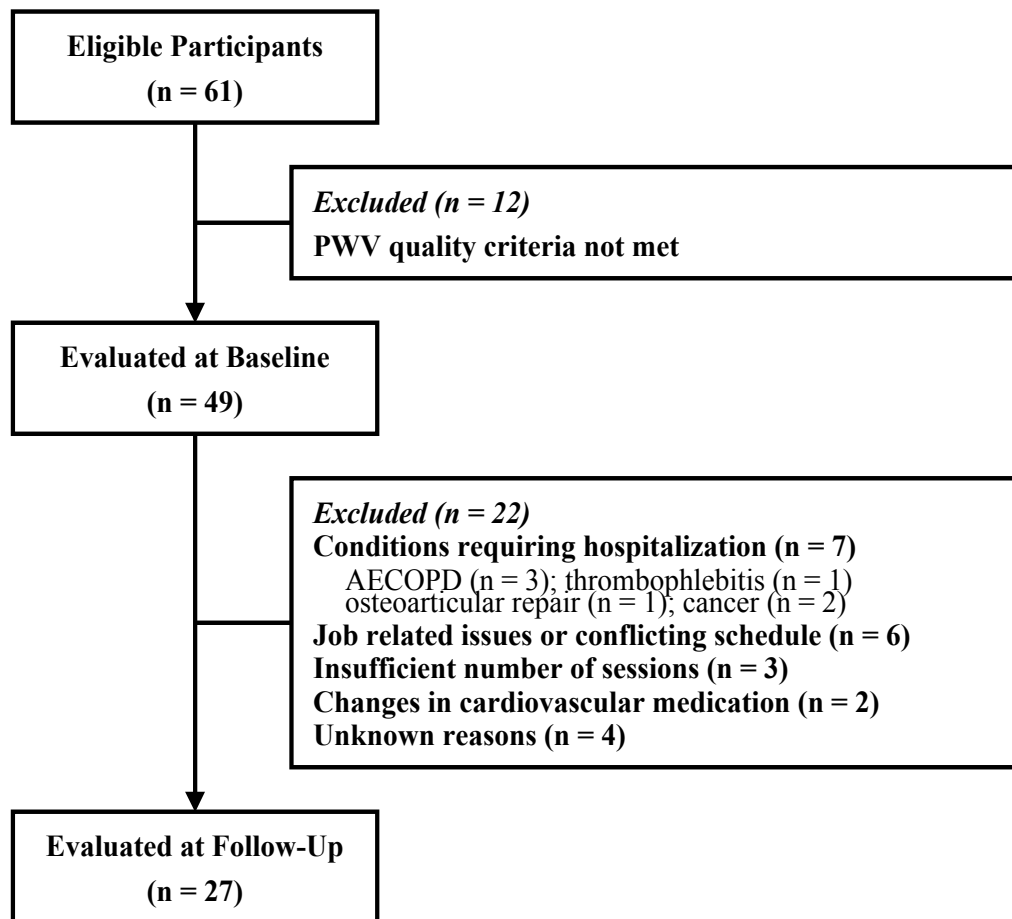 Eligible Participants
(n = 61)
Excluded (n = 12)
PWV quality criteria not met
Evaluated at Baseline
(n = 49)
Excluded (n = 22)
Conditions requiring hospitalization (n = 7)
AECOPD (n = 3); thrombophlebitis (n = 1)
osteoarticular repair (n = 1); cancer (n = 2)
Job related issues or conflicting schedule (n = 6)
Insufficient number of sessions (n = 3)
Changes in cardiovascular medication (n = 2)
Unknown reasons (n = 4)
Evaluated at Follow-Up
(n = 27)